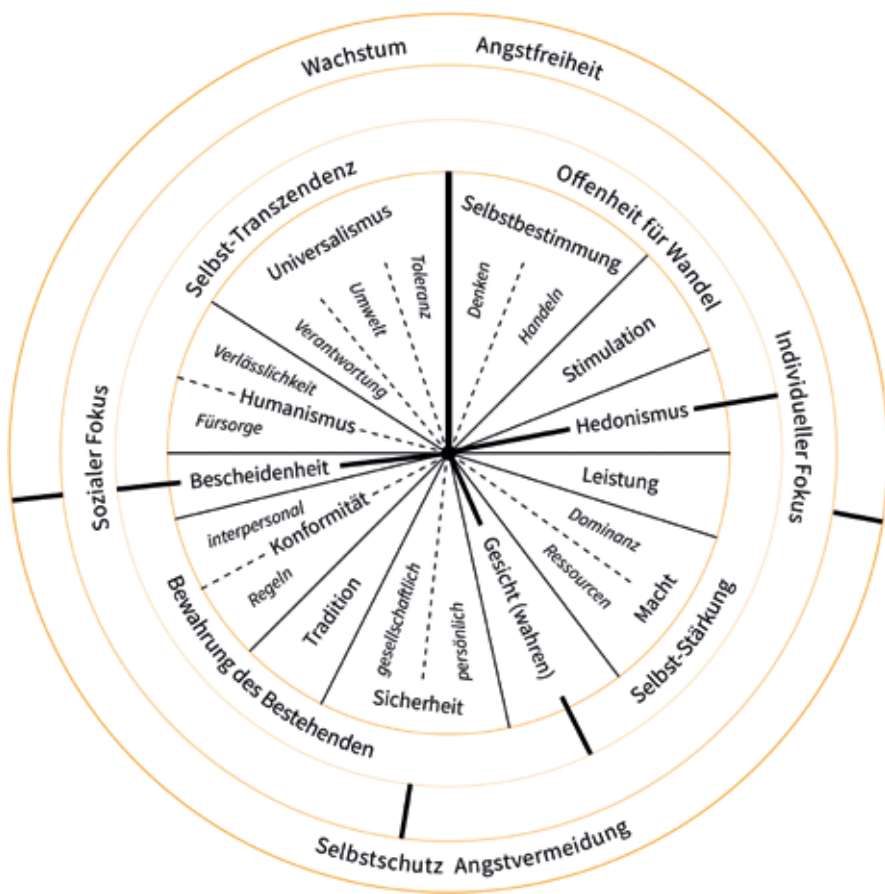 Wachstum
Angstfreiheit
Selbst-Transzendenz
Offenheit für Wandel
Universalismus
Selbstbestimmung
Toleranz
Umwelt
Verantwortung
Denken
Handeln
Stimulation
Verlässlichkeit
Humanismus
Fürsorge
Hedonismus
Individueller Fokus
Sozialer Fokus
Bescheidenheit
Leistung
interpersonal
Konformität
Regeln
Dominanz
Ressourcen
Macht
Tradition
gesellschaftlich
persönlich
Sicherheit
Gesicht (wahren)
Bewahrung des Bestehenden
Selbst-Stärkung
Selbstschutz
Angstvermeidung